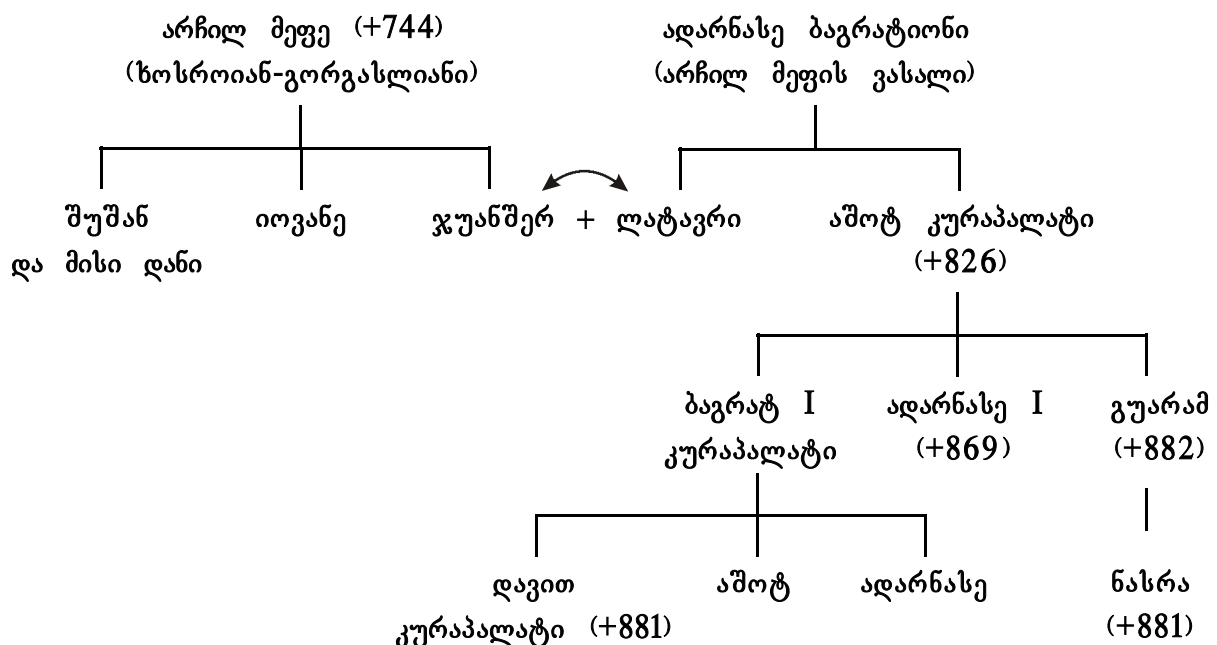 არჩილ მეფე (+744)
(ხოსროიან-გორგასლიანი)
ადარნასე ბაგრატიონი
(არჩილ მეფის ვასალი)
შუშან
და მისი დანი
იოვანე
ჯუანშერ + ლატავრი
აშოტ კურაპალატი
(+826)
ბაგრატ I
კურაპალატი
ადარნასე I
(+869)
გუარამ
(+882)
დავით
კურაპალატი (+881)
აშოტ
ადარნასე
ნასრა
(+881)